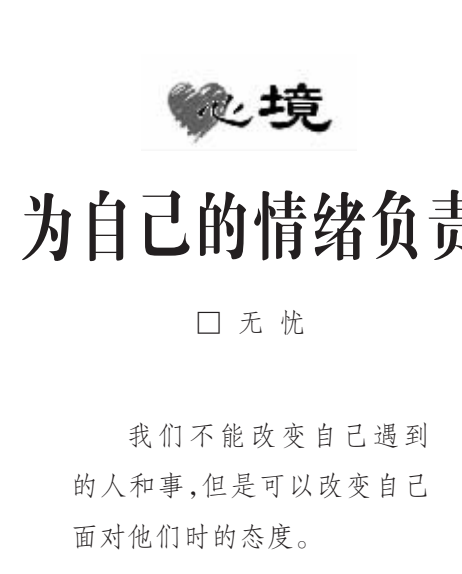 心境
为自己的情绪负责
□ 无 忧
我们不能改变自己遇到
的人和事,但是可以改变自己
面对他们时的态度。